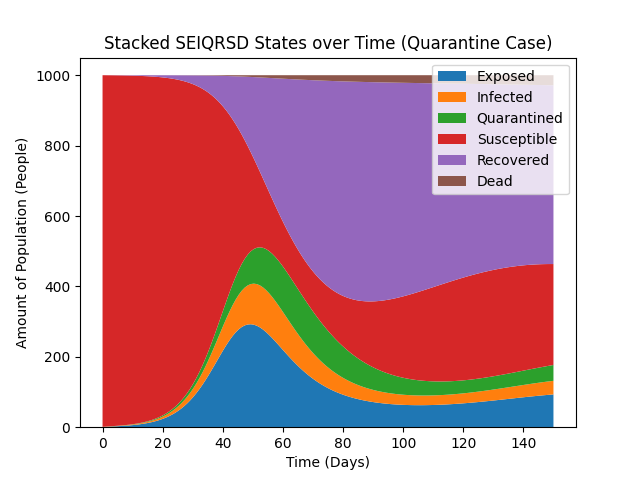 Stacked SEIQRSD States over Time (Quarantine Case)
Amount of Population (People)
1000
800
600
400
200
0
0 20 40 60 80 100 120 140
Time (Days)
Exposed
Infected
Quarantined
Susceptible
Recovered
Dead